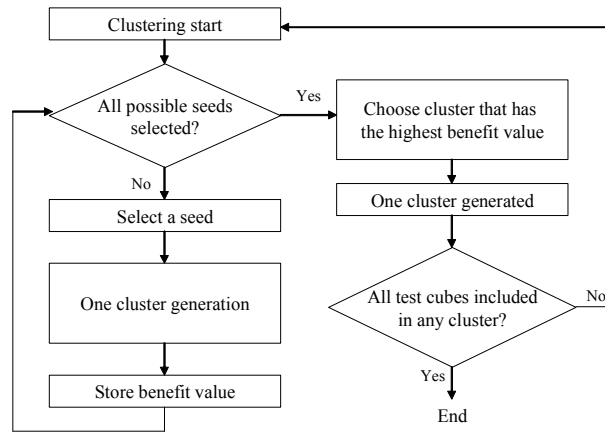 Clustering start
All possible seeds
selected?
Yes
No
Select a seed
One cluster generation
Store benefit value
Choose cluster that has
the highest benefit value
One cluster generated
All test cubes included
in any cluster?
No
Yes
End